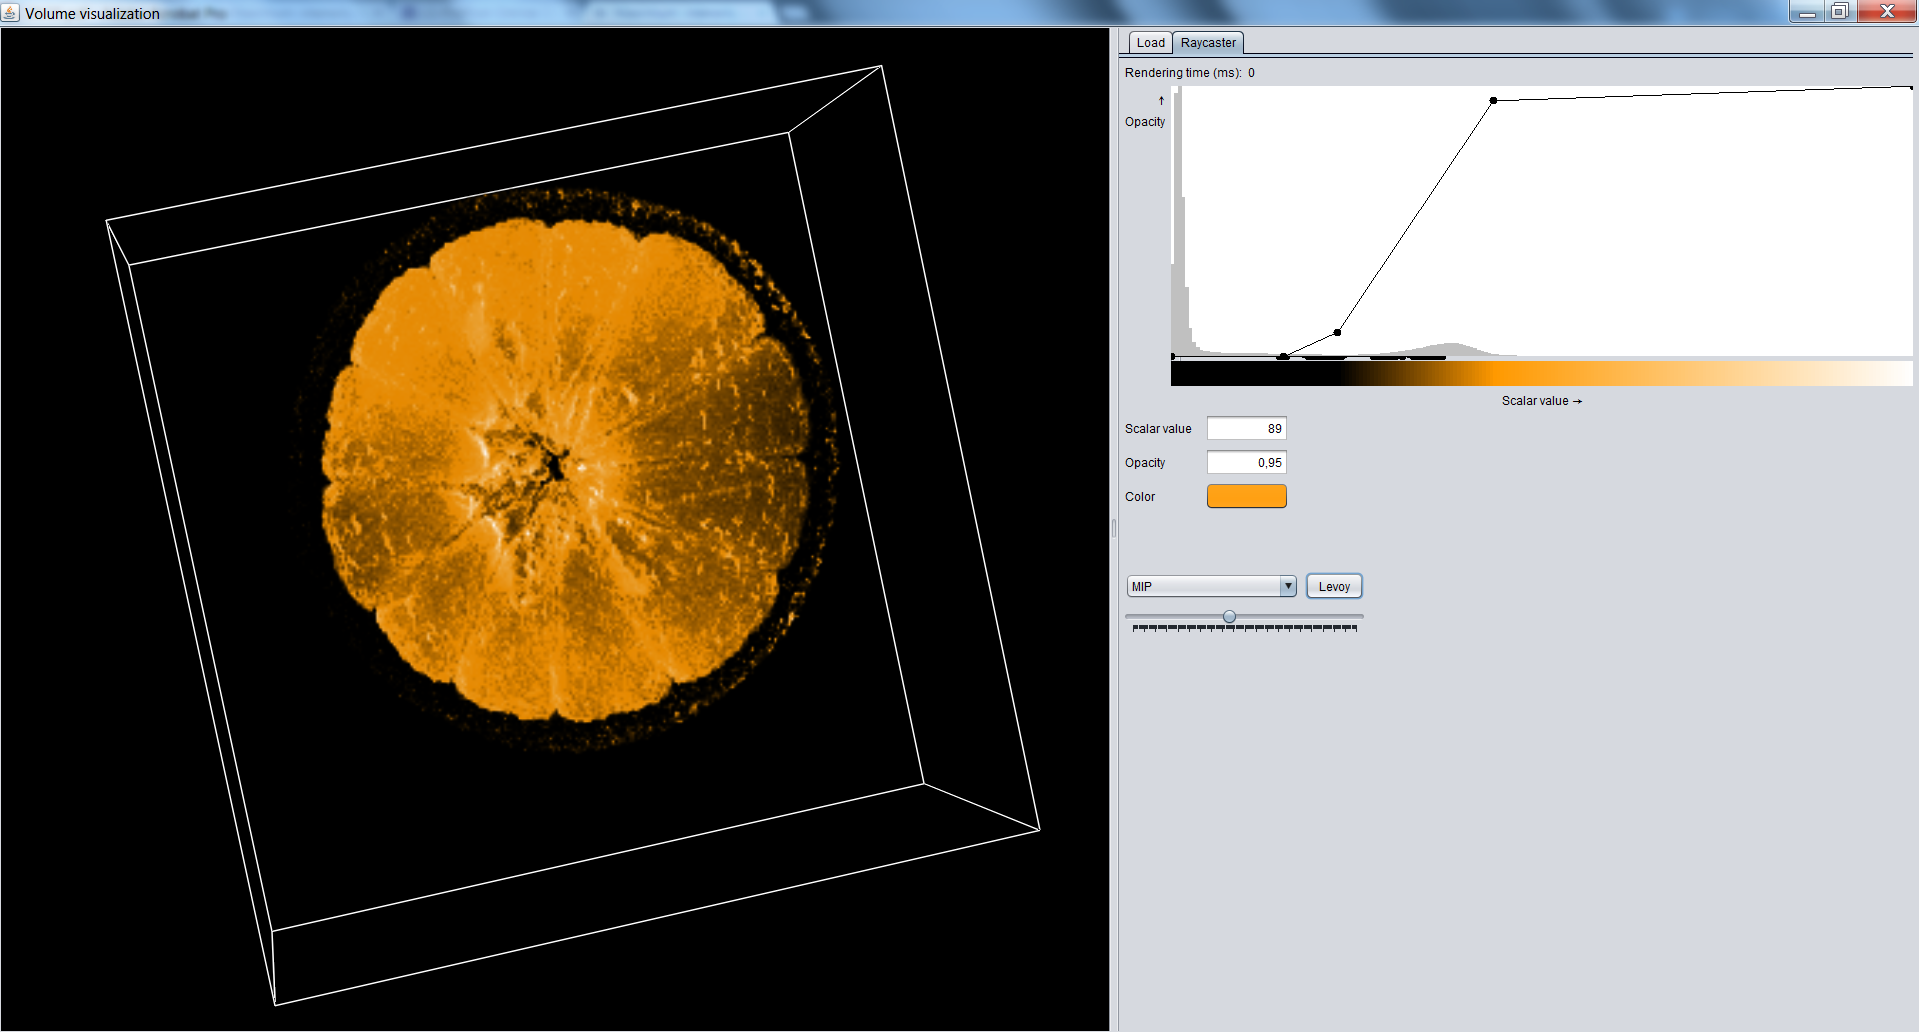 Volume visualization
Load Raycaster
Rendering time (ms): 0
↑
Opacity
Scalar value →
Scalar value 89
Opacity 0,95
Color
MIP Levoy